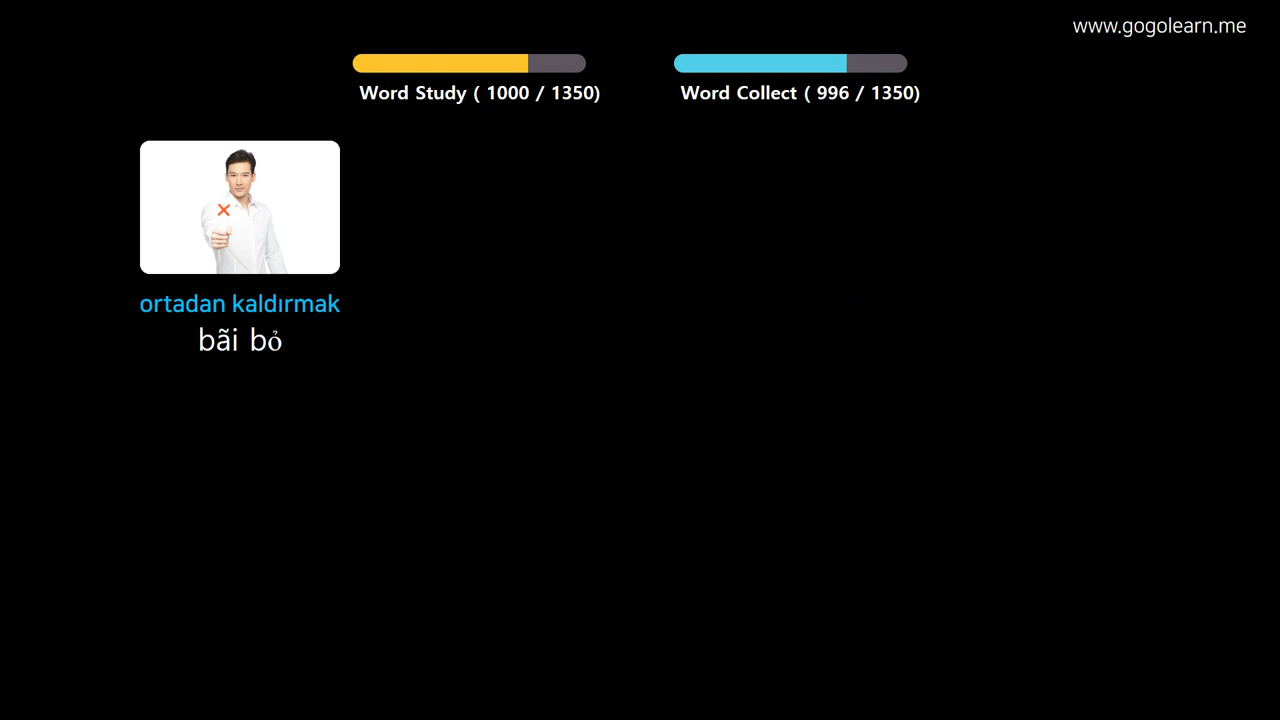 www.gogolearn.me
Word Study ( 1000 / 1350)
Word Collect ( 996 / 1350)
ortadan kaldırmak
bãi bỏ